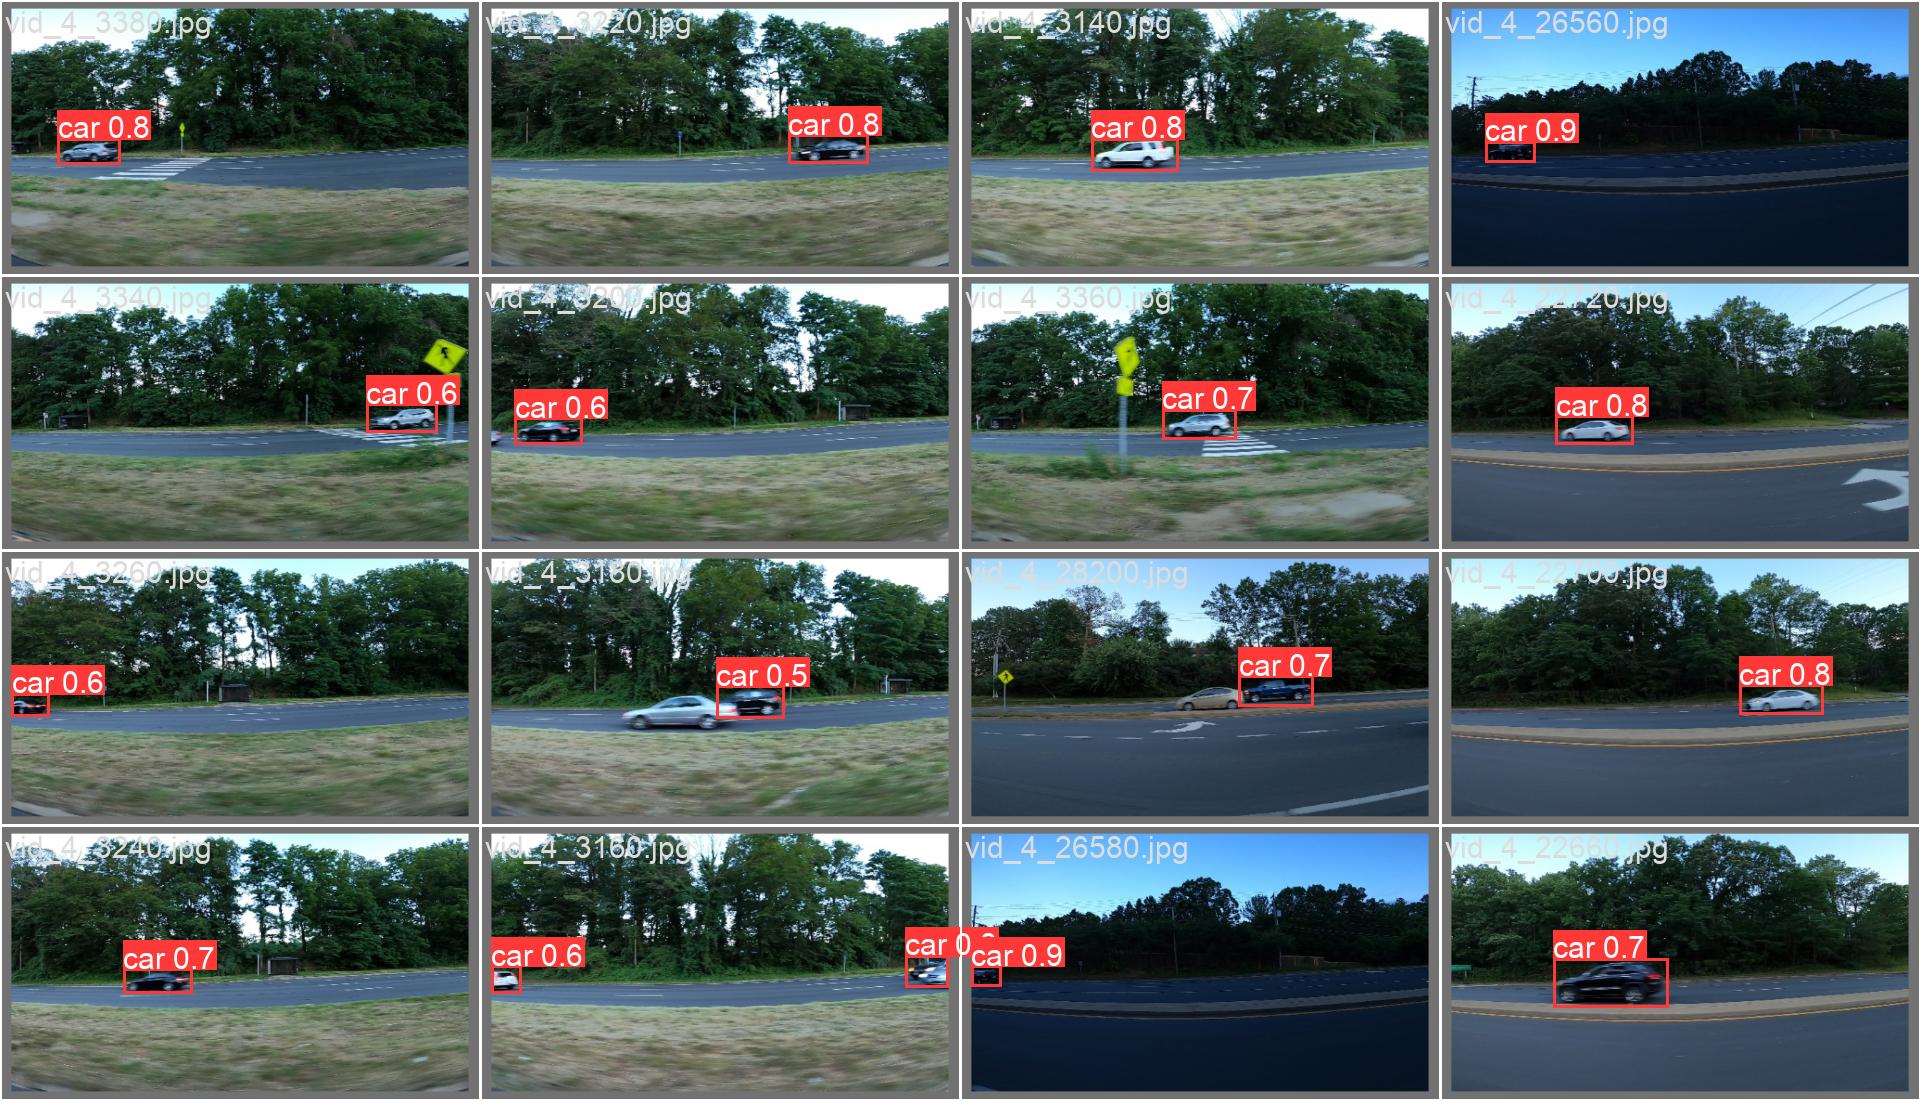 vid_4_3380.jpg
car 0.8
vid_4_3220.jpg
car 0.8
vid_4_3140.jpg
car 0.8
vid_4_26560.jpg
car 0.9
vid_4_3340.jpg
car 0.6
vid_4_3200.jpg
car 0.6
vid_4_3360.jpg
car 0.7
vid_4_22720.jpg
car 0.8
vid_4_3260.jpg
car 0.6
vid_4_3180.jpg
car 0.5
vid_4_28200.jpg
car 0.7
vid_4_22700.jpg
car 0.8
vid_4_3240.jpg
car 0.7
vid_4_3160.jpg
car 0.6
car
vid_4_26580.jpg
car 0.9
vid_4_22660.jpg
car 0.7